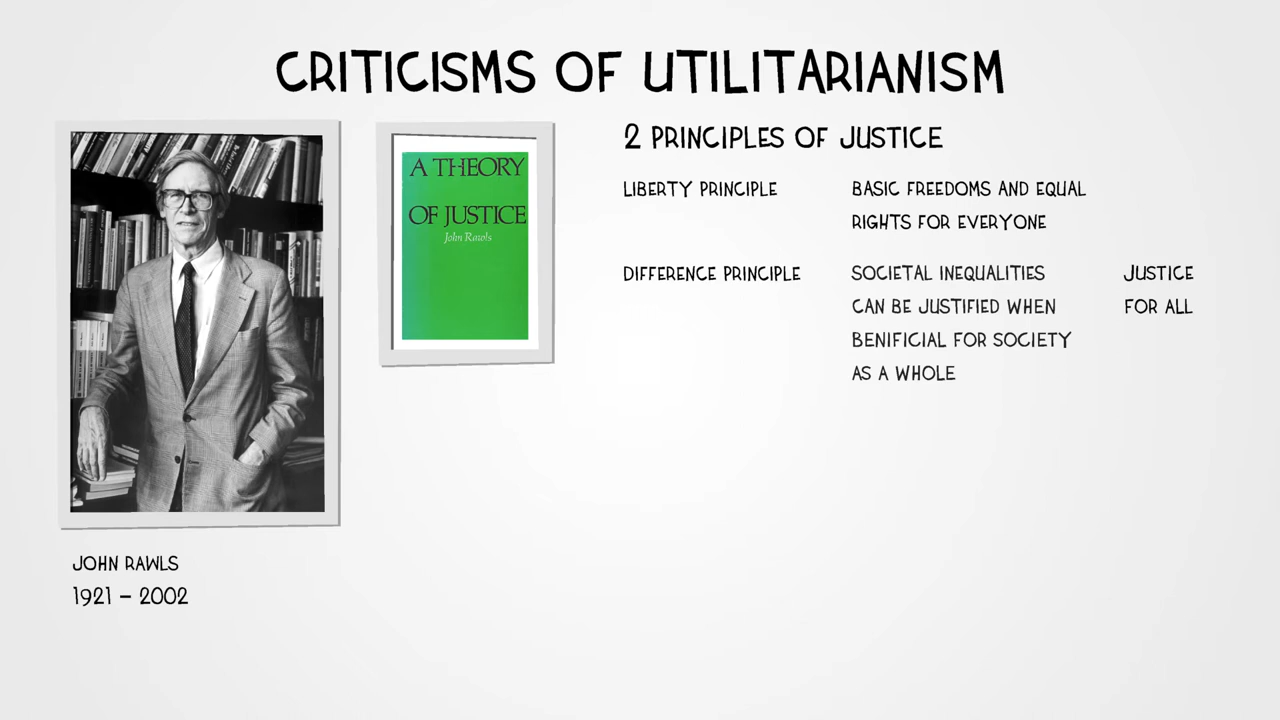 CRITICISMS OF UTILITARIANISM
A THEORY
OF JUSTICE
John Rawls
JOHN RAWLS
1921 – 2002
2 PRINCIPLES OF JUSTICE
LIBERTY PRINCIPLE
BASIC FREEDOMS AND EQUAL
RIGHTS FOR EVERYONE
DIFFERENCE PRINCIPLE
SOCIETAL INEQUALITIES
CAN BE JUSTIFIED WHEN
BENIFICIAL FOR SOCIETY
AS A WHOLE
JUSTICE
FOR ALL